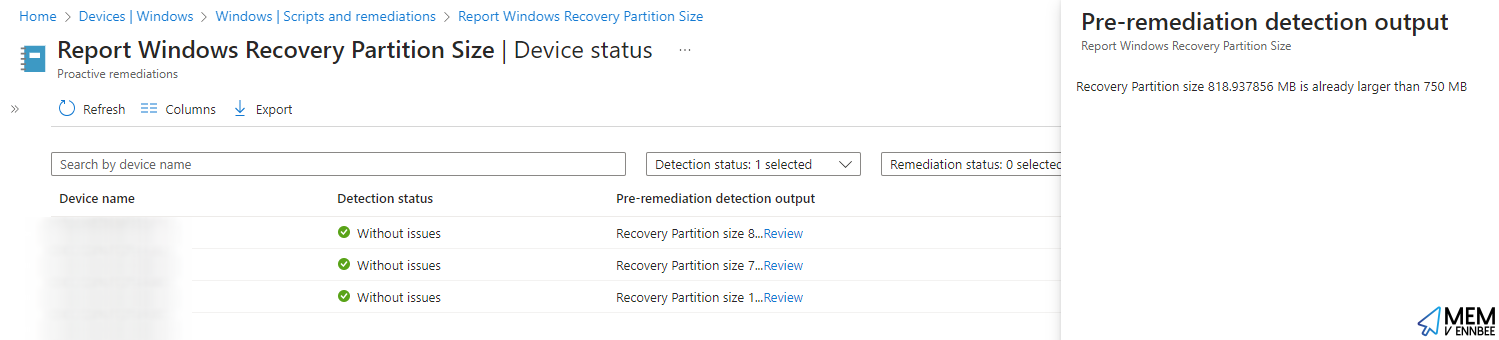 Home > Devices | Windows > Windows | Scripts and remediations > Report Windows Recovery Partition Size
Report Windows Recovery Partition Size | Device status ...
Proactive remediations
» Refresh Columns Export
Search by device name Detection status: 1 selected Remediation status: 0 selected
Device name Detection status Pre-remediation detection output
Without issues Recovery Partition size 8...Review
Without issues Recovery Partition size 7...Review
Without issues Recovery Partition size 1...Review
Pre-remediation detection output
Report Windows Recovery Partition Size
Recovery Partition size 818.937856 MB is already larger than 750 MB
MEM
V ENNBEE